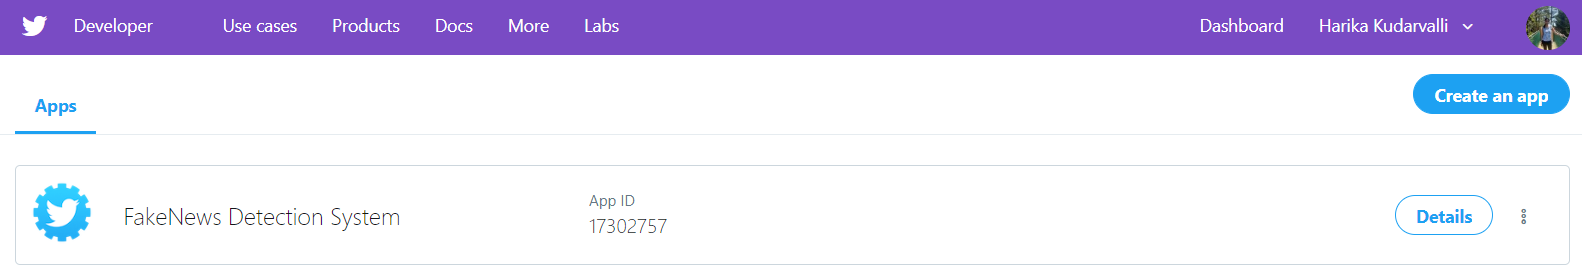 Developer Use cases Products Docs More Labs Dashboard Harika Kudarvalli
Apps
Create an app
FakeNews Detection System
App ID
17302757
Details